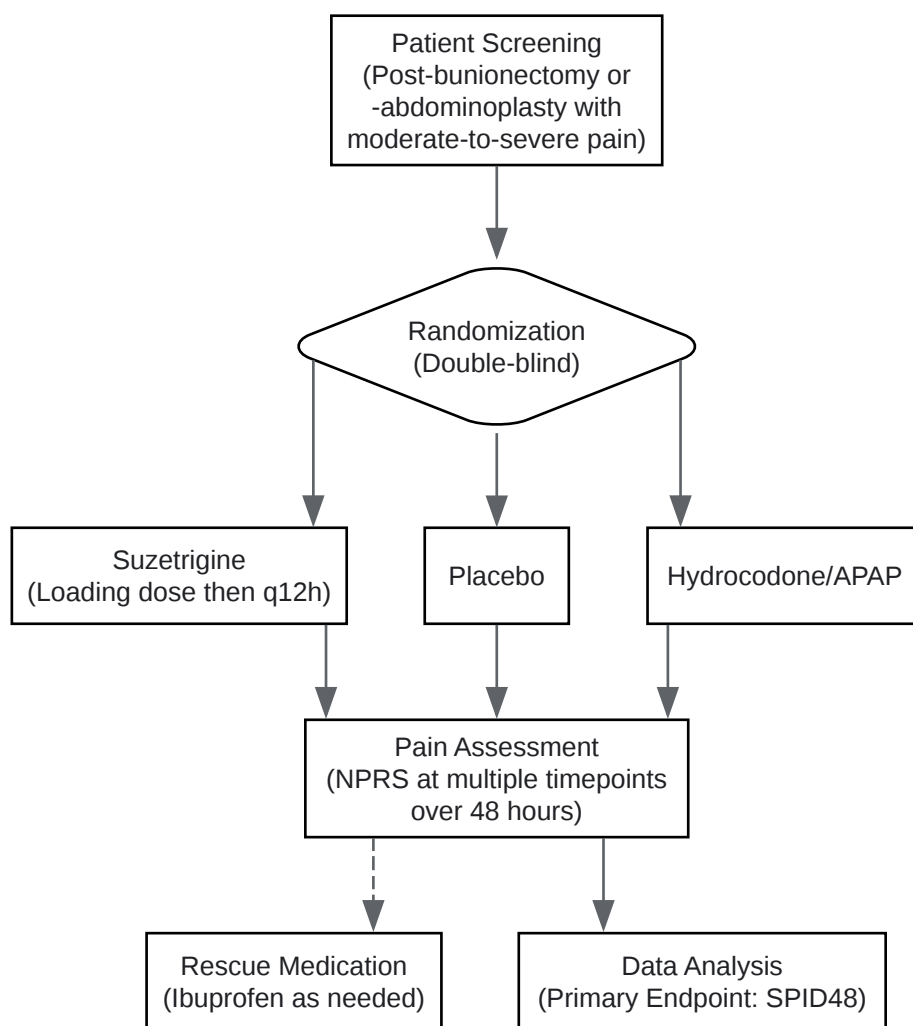 Patient Screening
(Post-bunionectomy or
-abdominoplasty with
moderate-to-severe pain)
Randomization
(Double-blind)
Suzetrigine
(Loading dose then q12h)
Placebo
Hydrocodone/APAP
Pain Assessment
(NPRS at multiple timepoints
over 48 hours)
Rescue Medication
(Ibuprofen as needed)
Data Analysis
(Primary Endpoint: SPID48)